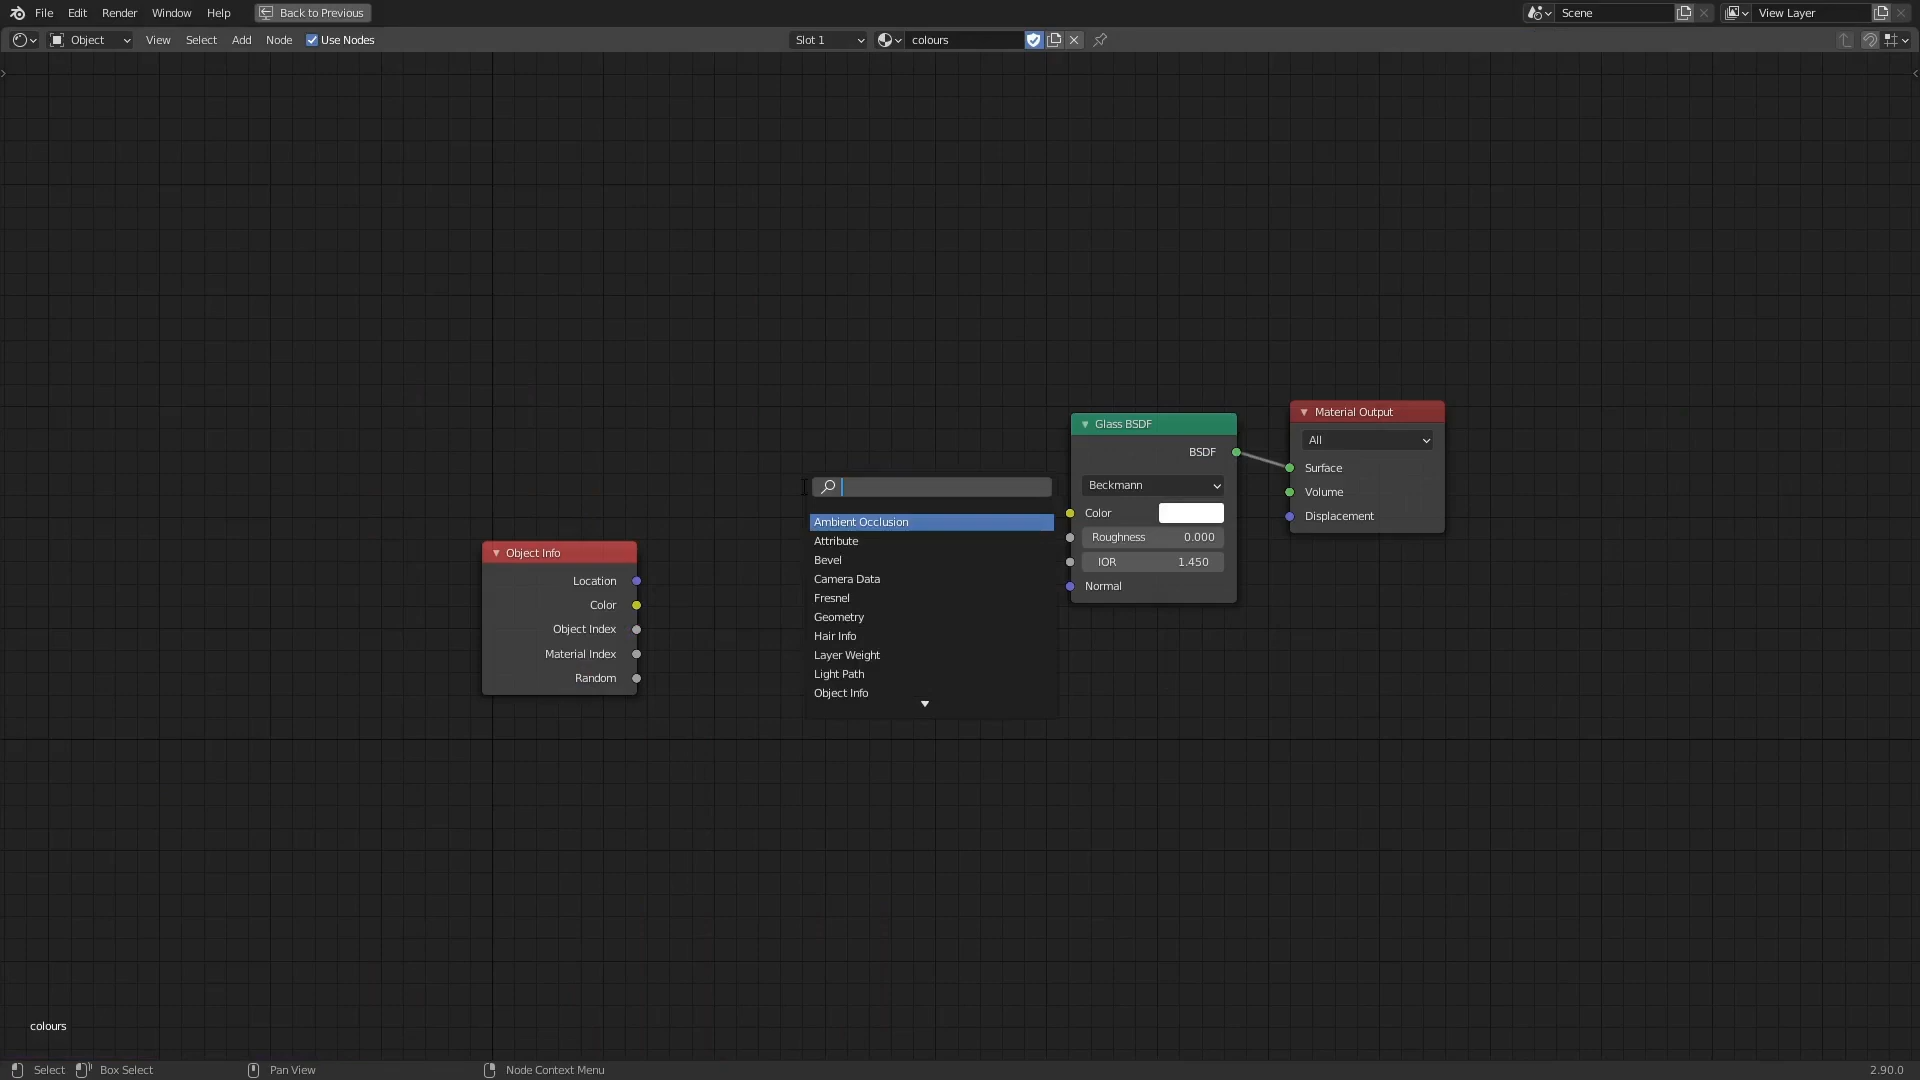 File Edit Render Window Help Back to Previous Scene View Layer
Object View Select Add Node Use Nodes Slot 1 colours
Material Output
All
Surface
Volume
Displacement
Glass BSDF
BSDF
Beckmann
Color
Roughness 0.000
IOR 1.450
Normal
Ambient Occlusion
Attribute
Bevel
Camera Data
Fresnel
Geometry
Hair Info
Layer Weight
Light Path
Object Info
Object Info
Location
Color
Object Index
Material Index
Random
colours
Select Box Select Pan View Node Context Menu 2.90.0